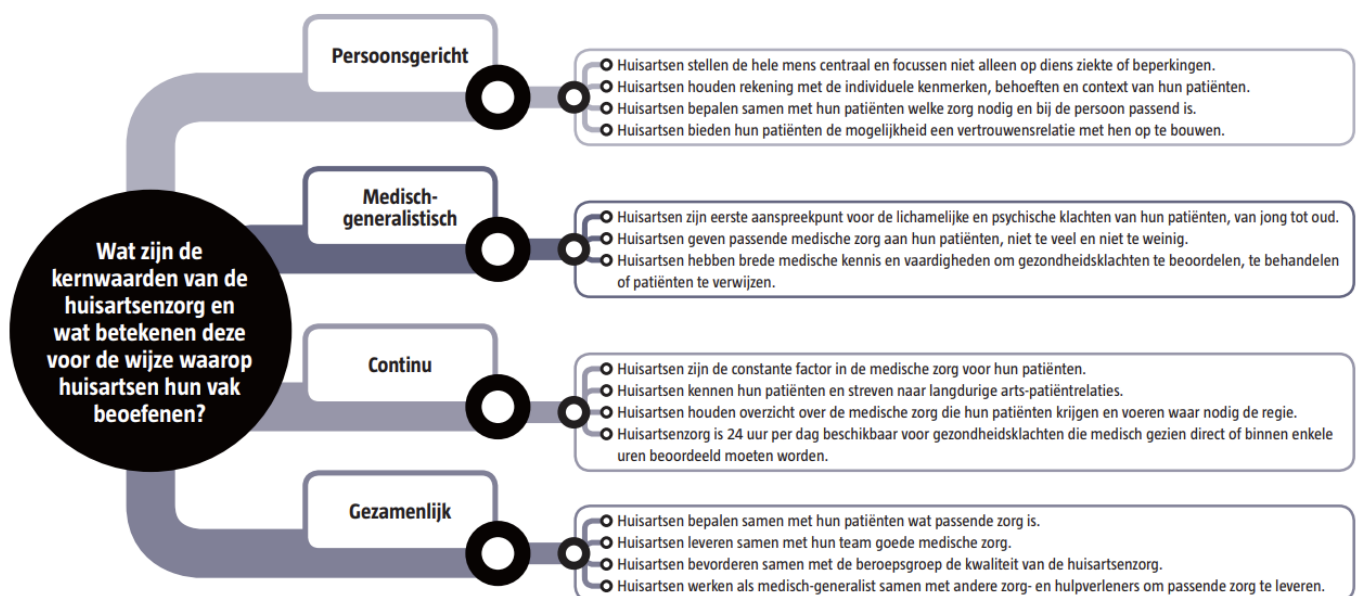 Wat zijn de
kernwaarden van de
huisartsenzorg en
wat betekenen deze
voor de wijze waarop
huisartsen hun vak
beoefenen?
Persoonsgericht
Huisartsen stellen de hele mens centraal en focussen niet alleen op diens ziekte of beperkingen.
Huisartsen houden rekening met de individuele kenmerken, behoeften en context van hun patiënten.
Huisartsen bepalen samen met hun patiënten welke zorg nodig en bij de persoon passend is.
Huisartsen bieden hun patiënten de mogelijkheid een vertrouwensrelatie met hen op te bouwen.
Medisch-
generalistisch
Huisartsen zijn eerste aanspreekpunt voor de lichamelijke en psychische klachten van hun patiënten, van jong tot oud.
Huisartsen geven passende medische zorg aan hun patiënten, niet te veel en niet te weinig.
Huisartsen hebben brede medische kennis en vaardigheden om gezondheidsklachten te beoordelen, te behandelen
of patiënten te verwijzen.
Continu
Huisartsen zijn de constante factor in de medische zorg voor hun patiënten.
Huisartsen kennen hun patiënten en streven naar langdurige arts-patiëntrelaties.
Huisartsen houden overzicht over de medische zorg die hun patiënten krijgen en voeren waar nodig de regie.
Huisartsenzorg is 24 uur per dag beschikbaar voor gezondheidsklachten die medisch gezien direct of binnen enkele
uren beoordeeld moeten worden.
Gezamenlijk
Huisartsen bepalen samen met hun patiënten wat passende zorg is.
Huisartsen leveren samen met hun team goede medische zorg.
Huisartsen bevorderen samen met de beroepsgroep de kwaliteit van de huisartsenzorg.
Huisartsen werken als medisch-generalist samen met andere zorg- en hulpverleners om passende zorg te leveren.